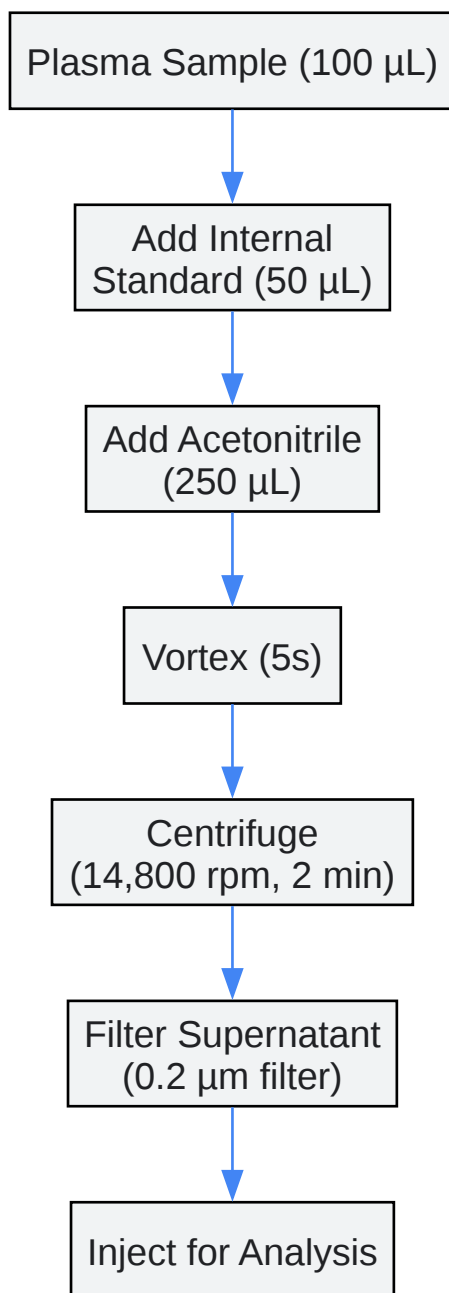 Plasma Sample (100 µL)
Add Internal
Standard (50 µL)
Add Acetonitrile
(250 µL)
Vortex (5s)
Centrifuge
(14,800 rpm, 2 min)
Filter Supernatant
(0.2 µm filter)
Inject for Analysis